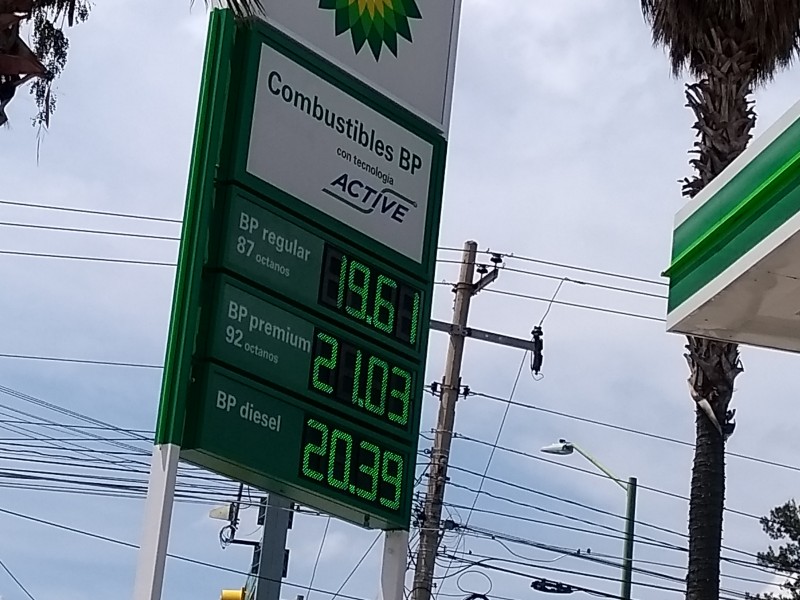 Combustibles BP
con tecnología
ACTIVE
BP regular
87 octanos
19.61
BP premium
92 octanos
21.03
BP diesel
20.39